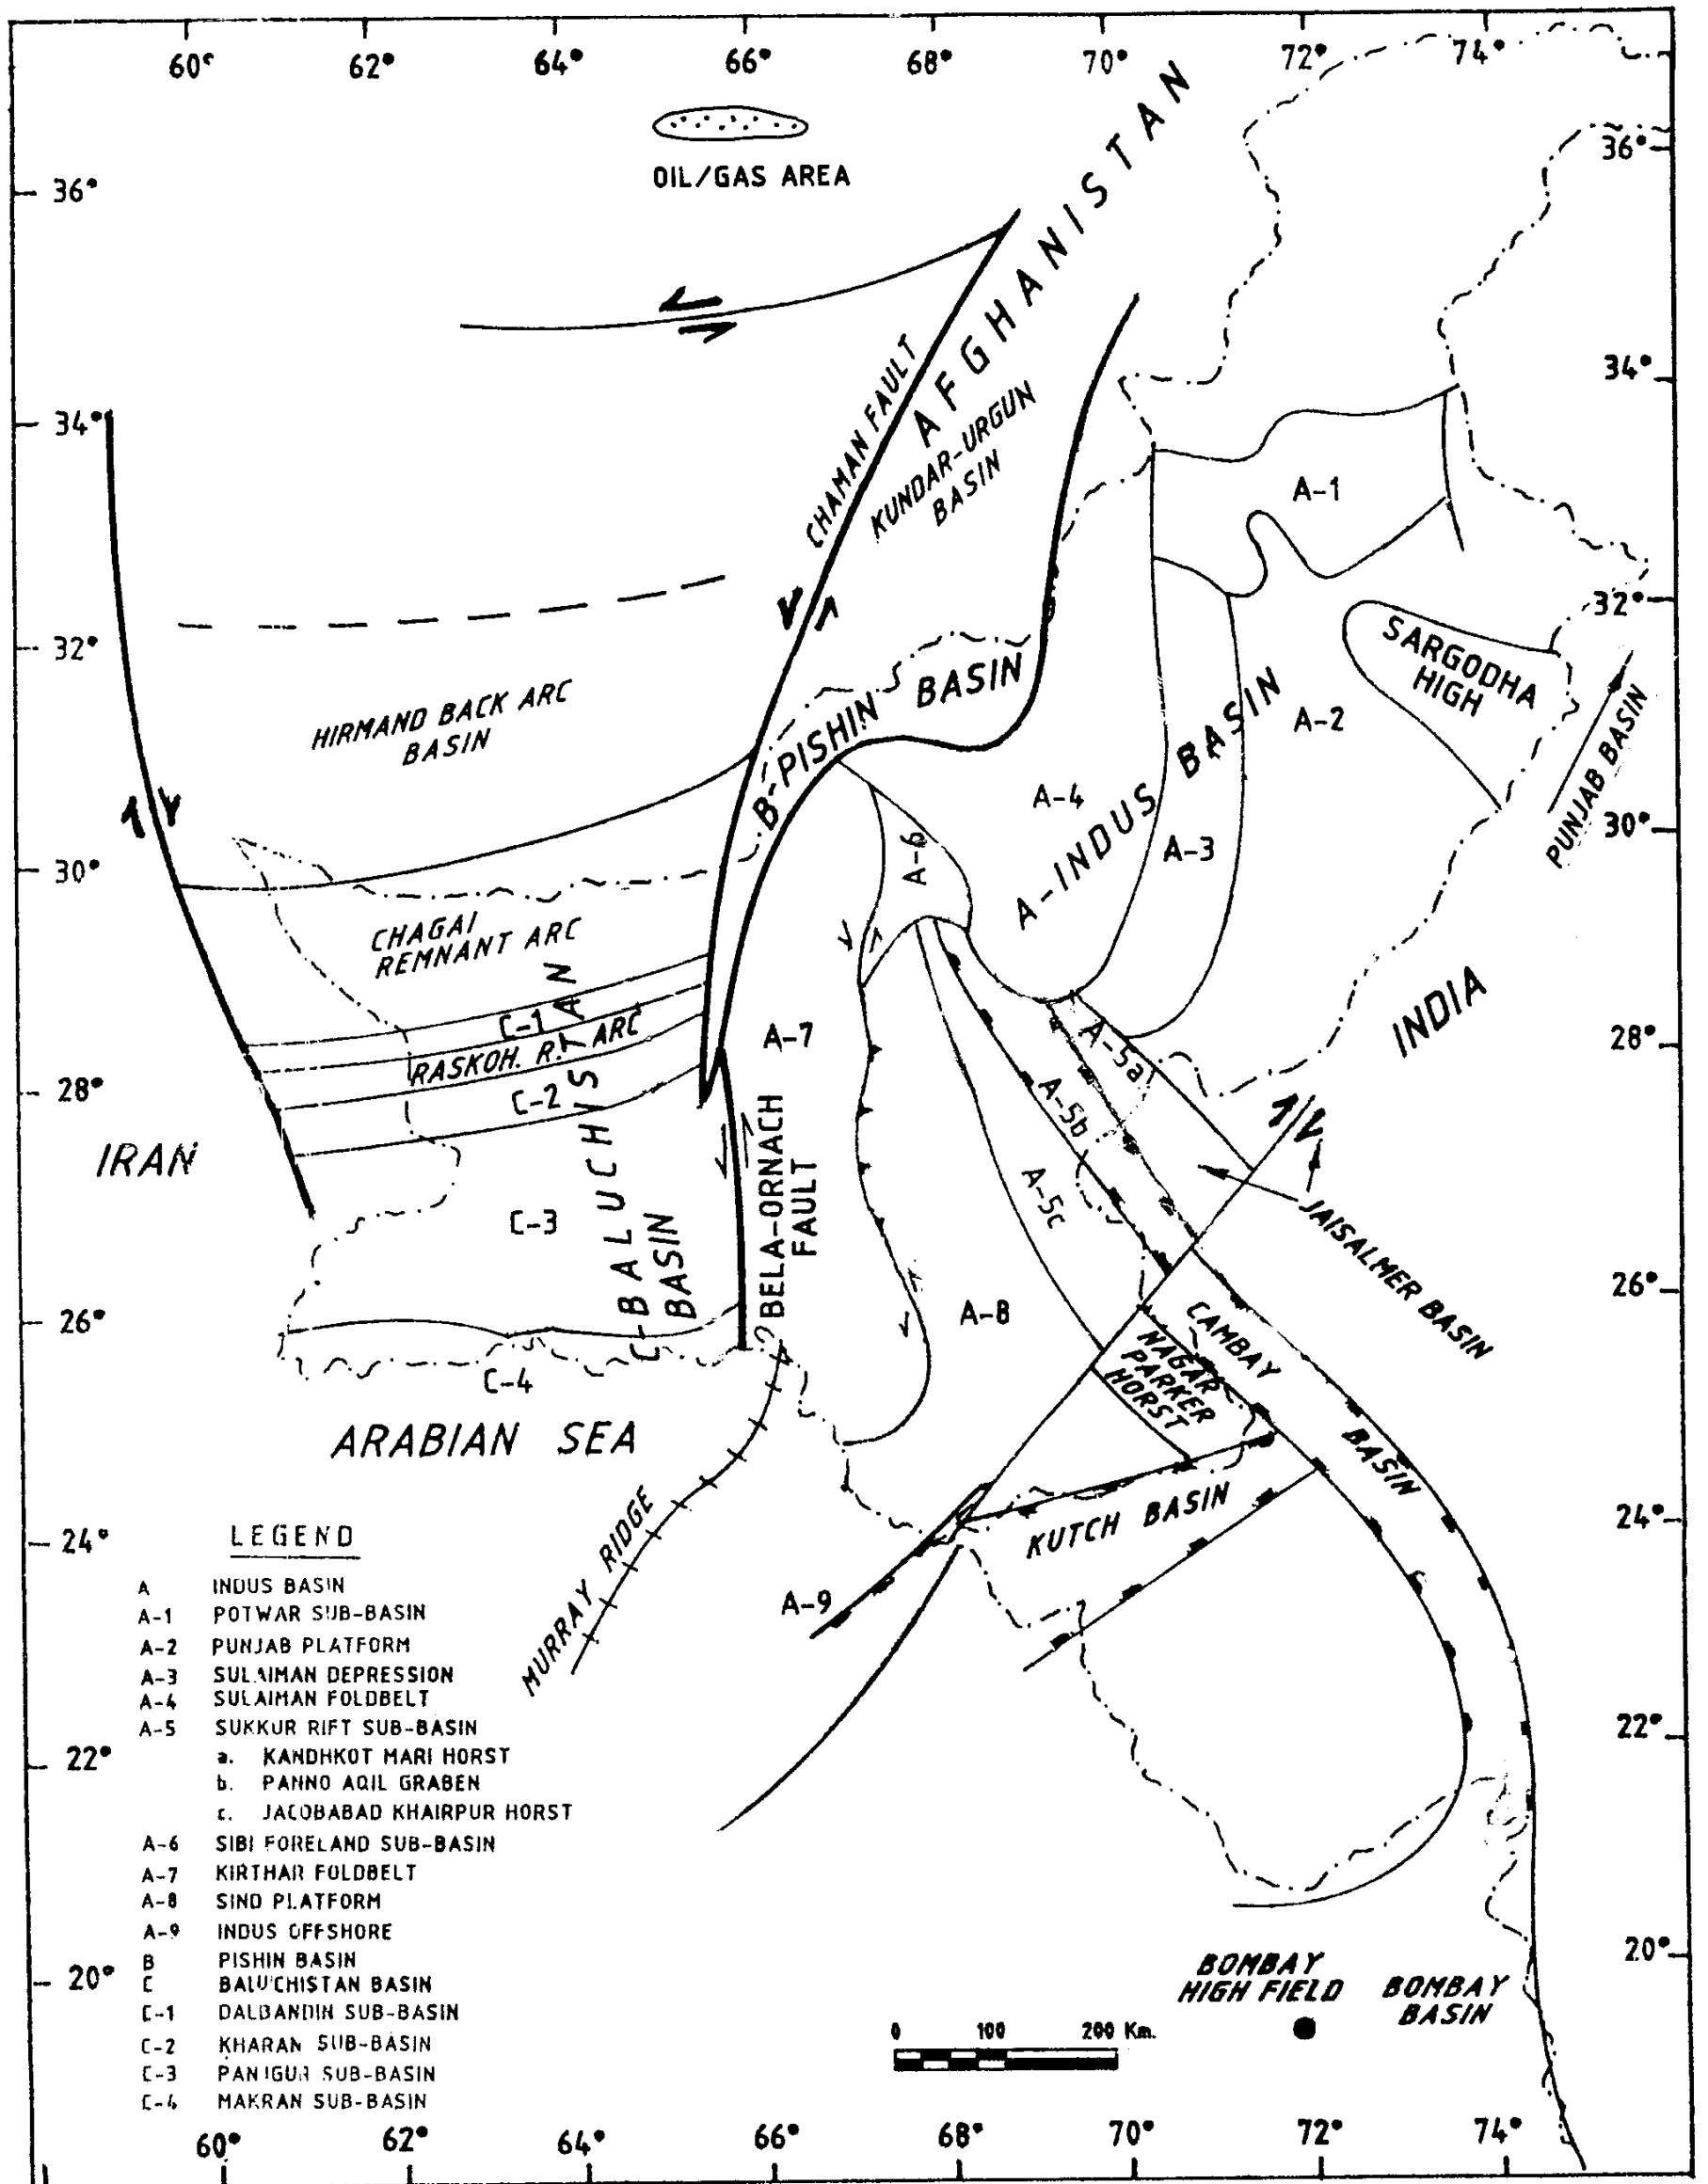 60° 62° 64° 66° 68° 70° 72° 74°
OIL/GAS AREA
36°
36°
AFGHANISTAN
34°
34°
CHAMAN FAULT
KUNDAR-URGUN
BASIN
A-1
32°
32°
SARGODHA
HIGH
HIRMAND BACK ARC
BASIN
B-PISHIN BASIN
A-2
PUNJAB BASIN
A-4
A-INDUS BASIN
A-3
30°
30°
A-6
CHAGAI
REMNANT ARC
INDIA
C-1
A-7
28°
28°
RASKOH. R. ARC
C-2
A-5a
A-5b
IRAN
BELA-ORNACH
FAULT
C-3
C-BALUCHISTAN
BASIN
A-5c
JAISALMER BASIN
26°
26°
A-8
CAMBAY
BASIN
NAGAR
PARKER
HORST
C-4
ARABIAN SEA
MURRAY RIDGE
KUTCH BASIN
24°
24°
A-9
22°
22°
20°
20°
BOMBAY
HIGH FIELD
BOMBAY
BASIN
LEGEND
A INDUS BASIN
A-1 POTWAR SUB-BASIN
A-2 PUNJAB PLATFORM
A-3 SULAIMAN DEPRESSION
A-4 SULAIMAN FOLDBELT
A-5 SUKKUR RIFT SUB-BASIN
a. KANDHKOT MARI HORST
b. PANNO AQIL GRABEN
c. JACOBABAD KHAIRPUR HORST
A-6 SIBI FORELAND SUB-BASIN
A-7 KIRTHAR FOLDBELT
A-8 SIND PLATFORM
A-9 INDUS OFFSHORE
B PISHIN BASIN
C BALUCHISTAN BASIN
C-1 DALBANDIN SUB-BASIN
C-2 KHARAN SUB-BASIN
C-3 PANJGUR SUB-BASIN
C-4 MAKRAN SUB-BASIN
0 100 200 Km.
60° 62° 64° 66° 68° 70° 72° 74°